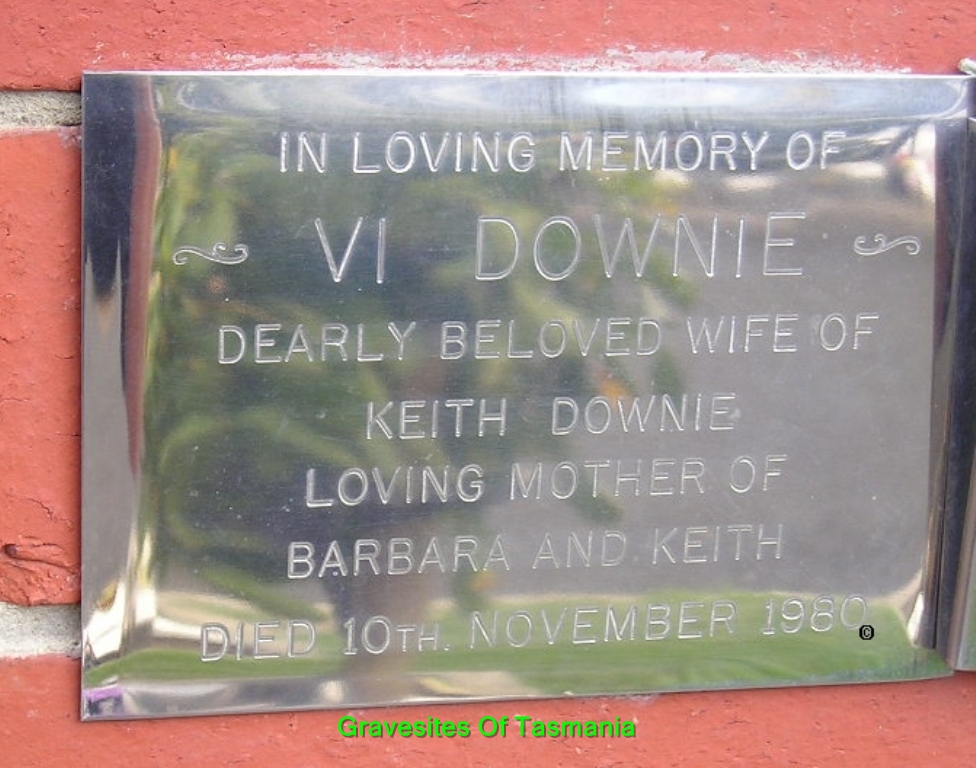 IN LOVING MEMORY OF
VI DOWNIE
DEARLY BELOVED WIFE OF
KEITH DOWNIE
LOVING MOTHER OF
BARBARA AND KEITH
DIED 10TH. NOVEMBER 1980
©
Gravesites Of Tasmania